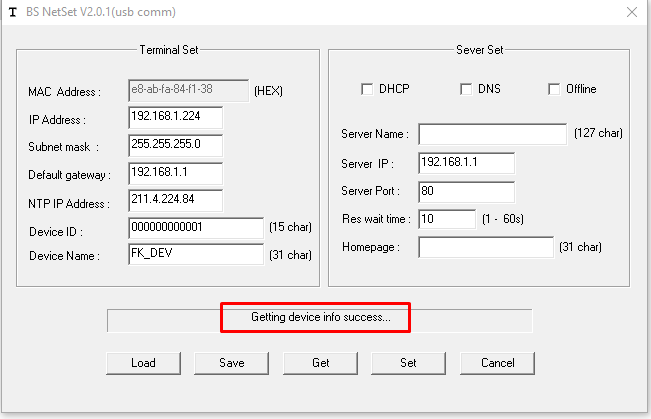 T BS NetSet V2.0.1(usb comm)
Terminal Set
MAC Address : e8-ab-fa-84-f1-38 (HEX)
IP Address : 192.168.1.224
Subnet mask : 255.255.255.0
Default gateway : 192.168.1.1
NTP IP Address : 211.4.224.84
Device ID : 000000000001 (15 char)
Device Name : FK_DEV (31 char)
Sever Set
DHCP DNS Offline
Server Name : (127 char)
Server IP : 192.168.1.1
Server Port : 80
Res wait time : 10 (1 - 60s)
Homepage : (31 char)
Getting device info success...
Load Save Get Set Cancel